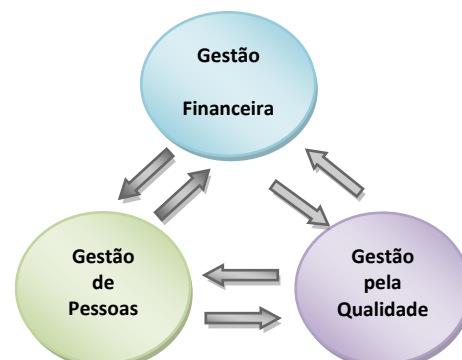 Gestão
Financeira
Gestão
de
Pessoas
Gestão
pela
Qualidade